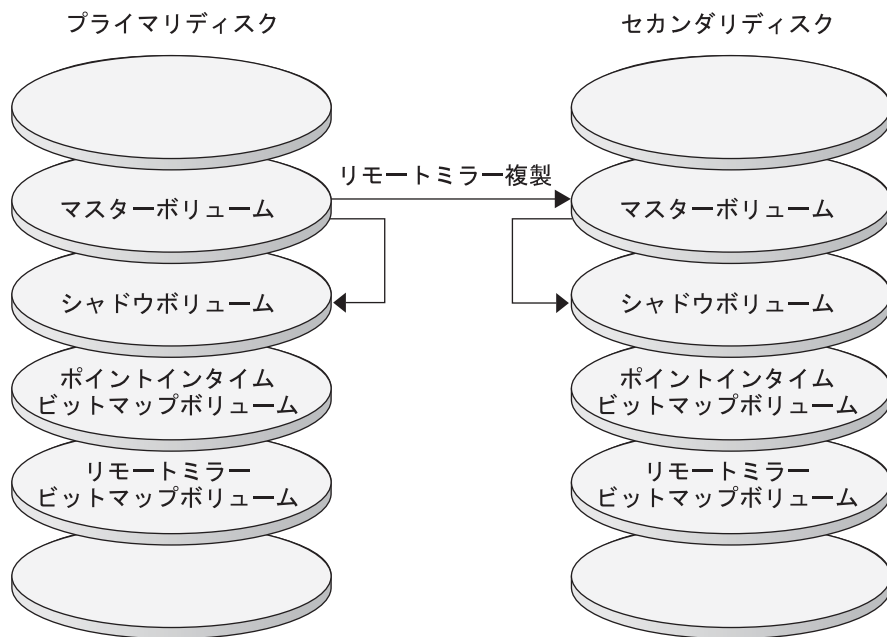 プライマリディスク
セカンダリディスク
リモートミラー複製
マスターボリューム
マスターボリューム
シャドウボリューム
シャドウボリューム
ポイントインタイム
ビットマップボリューム
ポイントインタイム
ビットマップボリューム
リモートミラー
ビットマップボリューム
リモートミラー
ビットマップボリューム